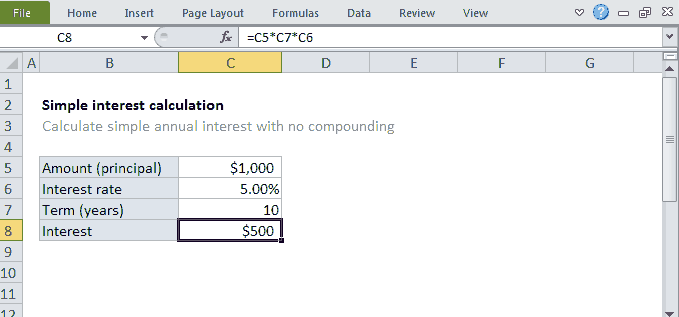 File Home Insert Page Layout Formulas Data Review View
C8 fx =C5*C7*C6
A B C D E F G
1
2 Simple interest calculation
3 Calculate simple annual interest with no compounding
4
5 Amount (principal) $1,000
6 Interest rate 5.00%
7 Term (years) 10
8 Interest $500
9
10
11
12